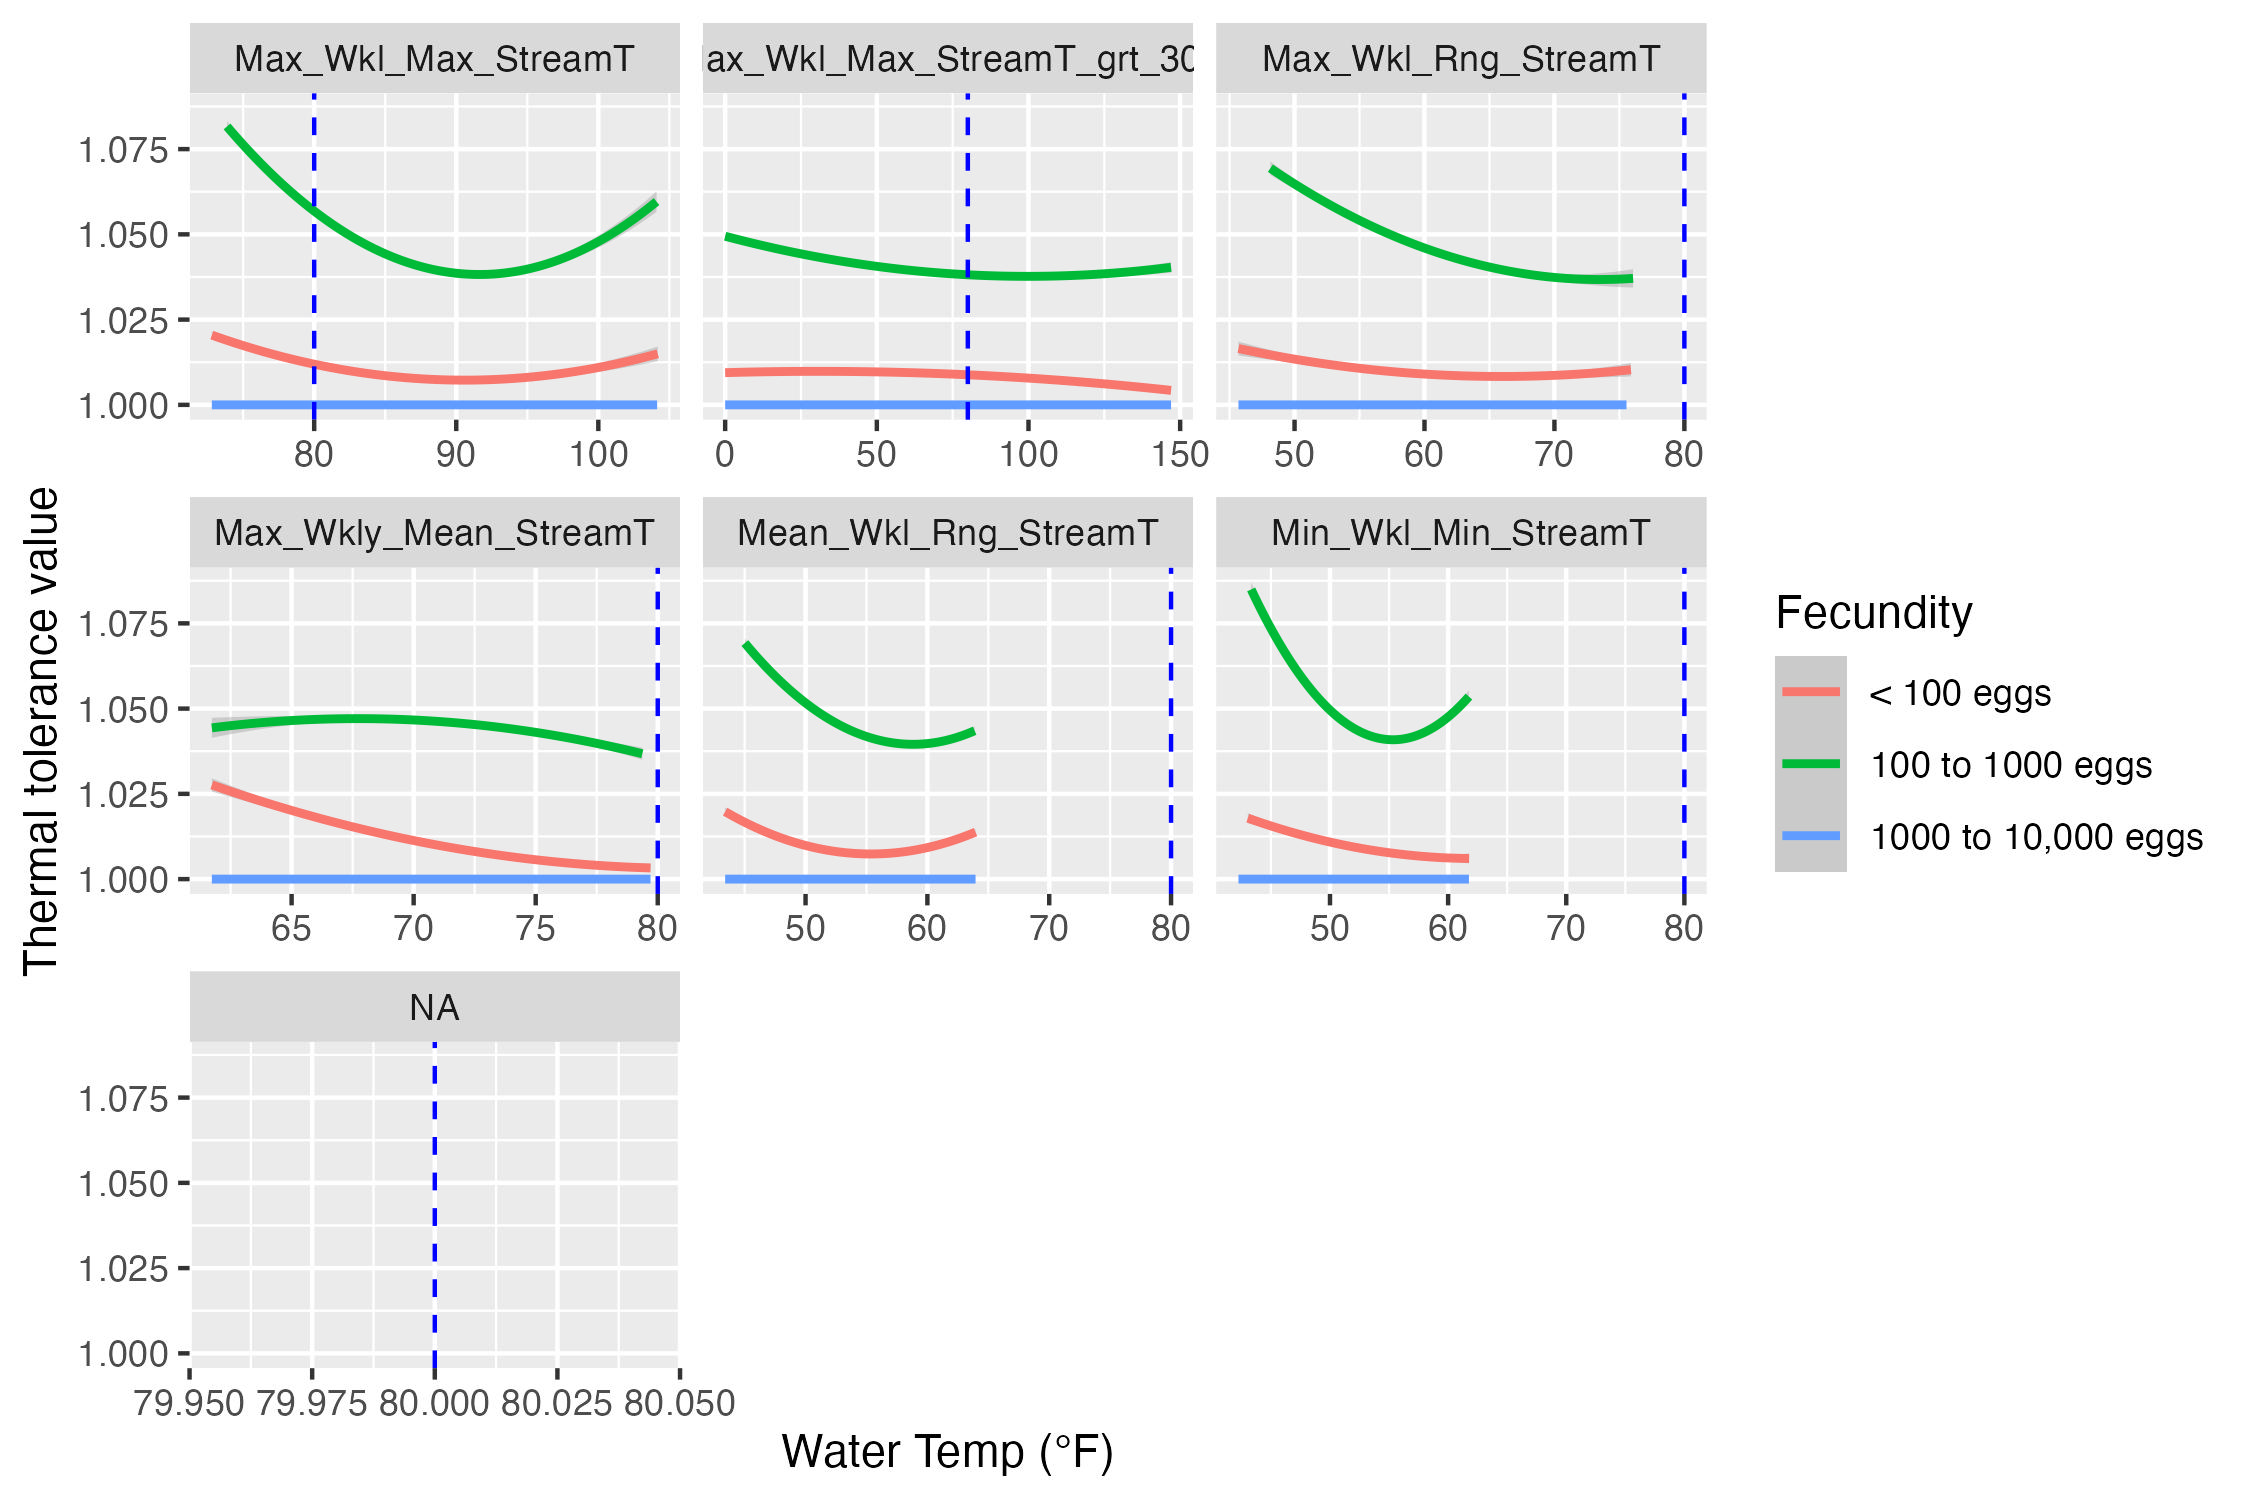 Max_Wkl_Max_StreamT
ax_Wkl_Max_StreamT_grt_30
Max_Wkl_Rng_StreamT
1.075
1.050
1.025
1.000
80 90 100
0 50 100 150
50 60 70 80
Max_Wkly_Mean_StreamT
Mean_Wkl_Rng_StreamT
Min_Wkl_Min_StreamT
1.075
1.050
1.025
1.000
65 70 75 80
50 60 70 80
50 60 70 80
NA
1.075
1.050
1.025
1.000
79.950 79.975 80.000 80.025 80.050
Water Temp (°F)
Thermal tolerance value
Fecundity
< 100 eggs
100 to 1000 eggs
1000 to 10,000 eggs